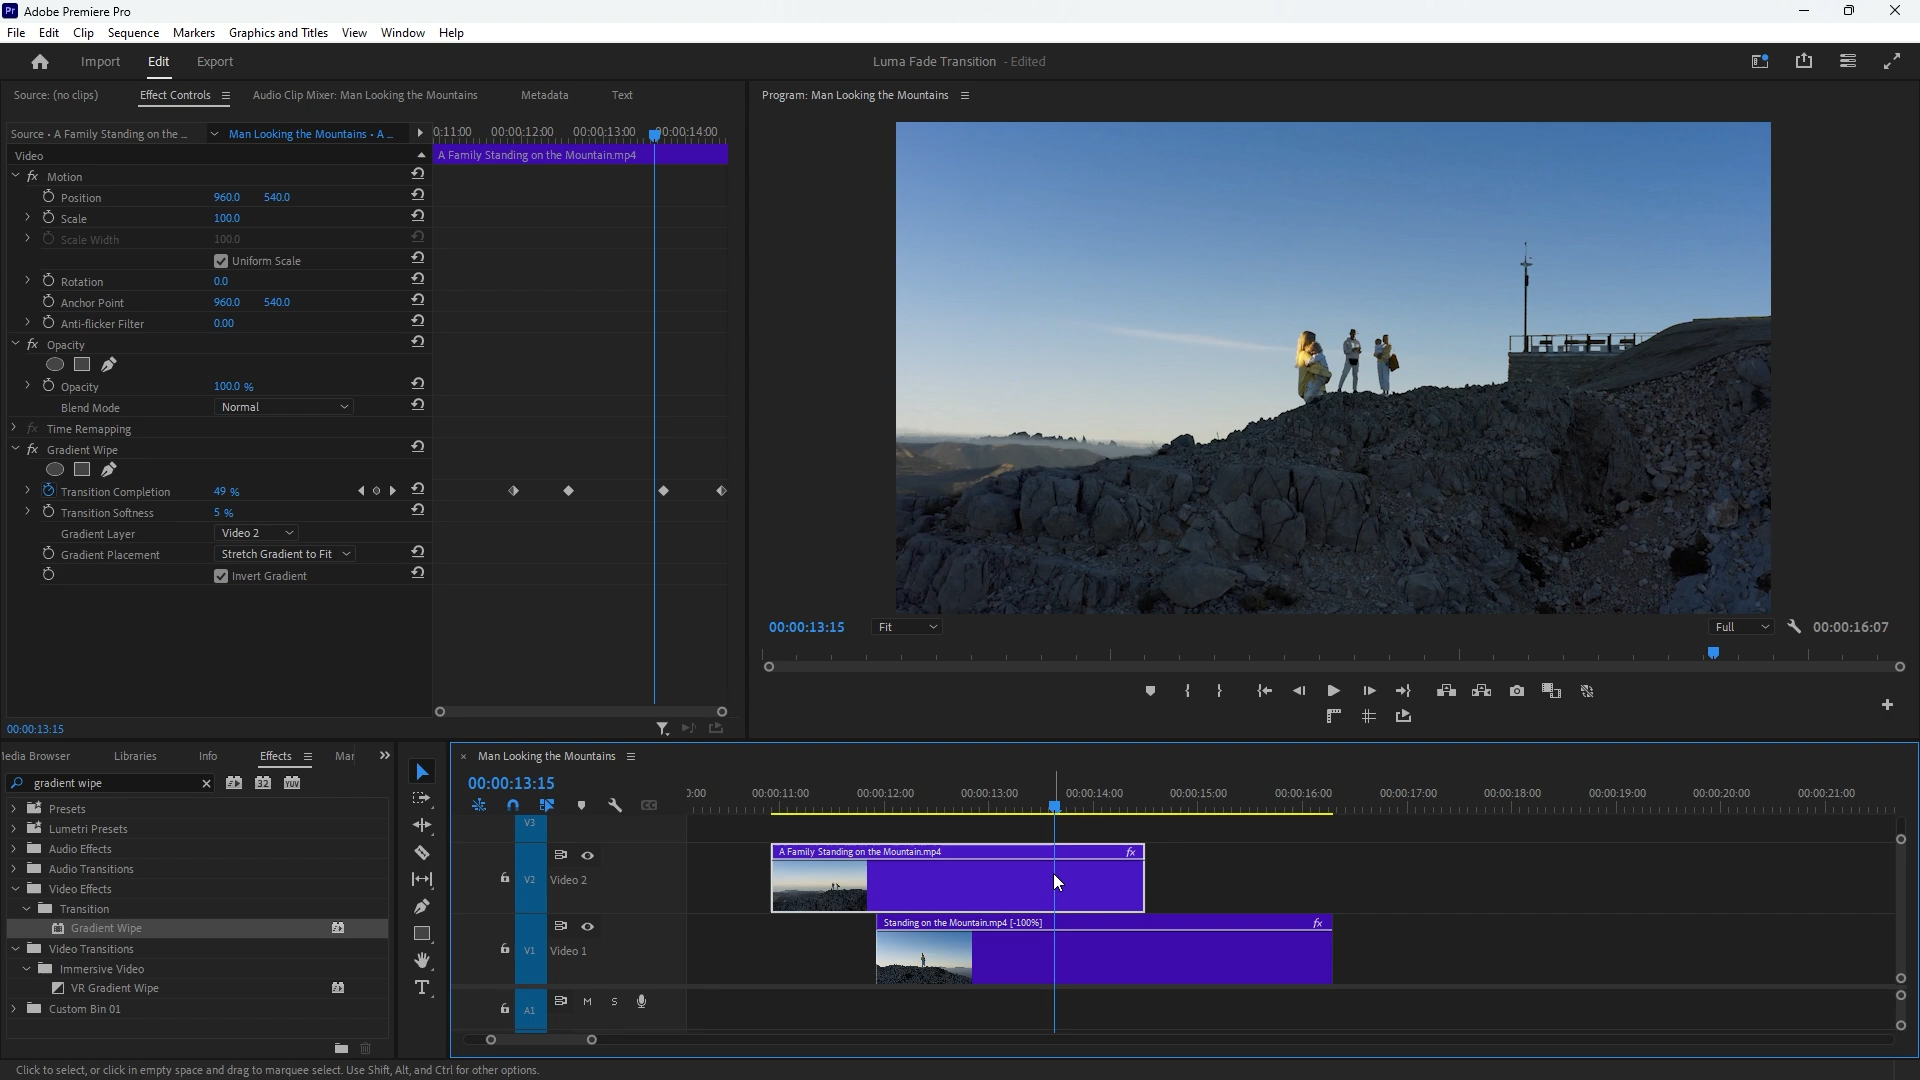 Pr Adobe Premiere Pro
File Edit Clip Sequence Markers Graphics and Titles View Window Help
Import Edit Export
Luma Fade Transition - Edited
Source: (no clips) Effect Controls Audio Clip Mixer: Man Looking the Mountains Metadata Text
Program: Man Looking the Mountains
Source • A Family Standing on the ... Man Looking the Mountains • A ...
0:11:00 00:00:12:00 00:00:13:00 00:00:14:00
Video
A Family Standing on the Mountain.mp4
fx Motion
Position 960.0 540.0
Scale 100.0
Scale Width 100.0
Uniform Scale
Rotation 0.0
Anchor Point 960.0 540.0
Anti-flicker Filter 0.00
fx Opacity
Opacity 100.0 %
Blend Mode Normal
fx Time Remapping
fx Gradient Wipe
Transition Completion 49 %
Transition Softness 5 %
Gradient Layer Video 2
Gradient Placement Stretch Gradient to Fit
Invert Gradient
00:00:13:15
00:00:13:15 Fit Full 00:00:16:07
Media Browser Libraries Info Effects Mar
gradient wipe 32 YUV
Presets
Lumetri Presets
Audio Effects
Audio Transitions
Video Effects
Transition
Gradient Wipe
Video Transitions
Immersive Video
VR Gradient Wipe
Custom Bin 01
× Man Looking the Mountains
00:00:13:15
CC
:00 00:00:11:00 00:00:12:00 00:00:13:00 00:00:14:00 00:00:15:00 00:00:16:00 00:00:17:00 00:00:18:00 00:00:19:00 00:00:20:00 00:00:21:00
V3
V2 Video 2
A Family Standing on the Mountain.mp4 fx
V1 Video 1
Standing on the Mountain.mp4 [-100%] fx
A1 M S
Click to select, or click in empty space and drag to marquee select. Use Shift, Alt, and Ctrl for other options.